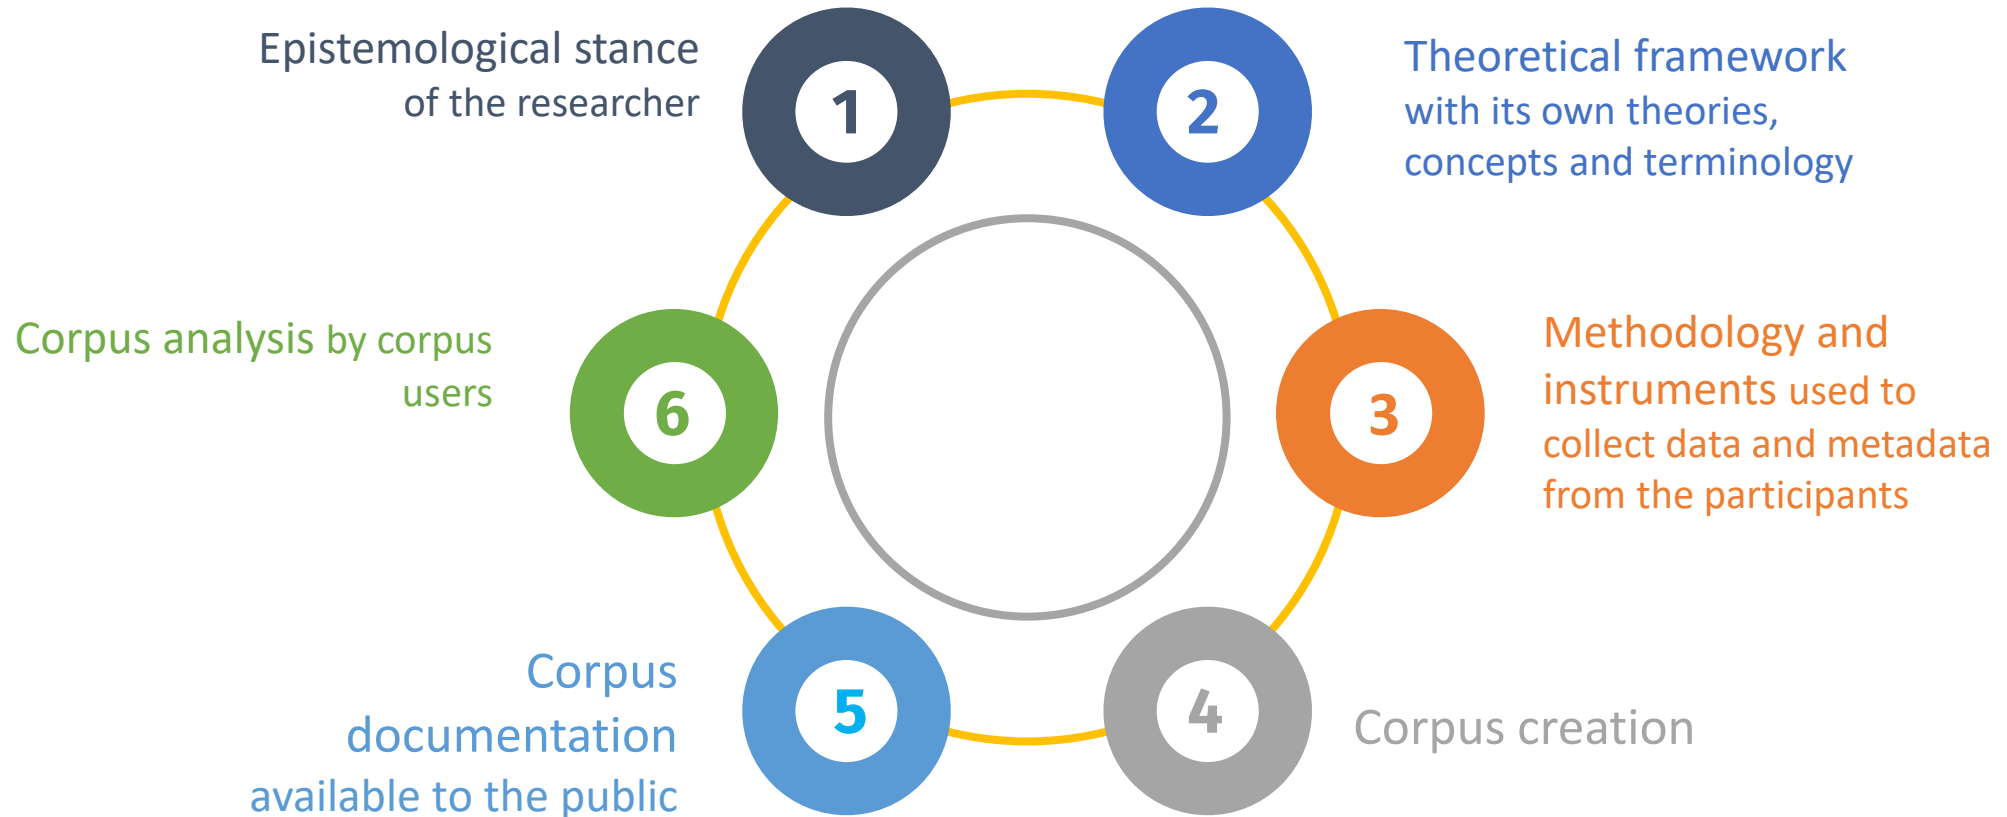 Epistemological stance
of the researcher
1
2
Theoretical framework
with its own theories,
concepts and terminology
3
Methodology and
instruments used to
collect data and metadata
from the participants
4
Corpus creation
5
Corpus
documentation
available to the public
6
Corpus analysis by corpus
users